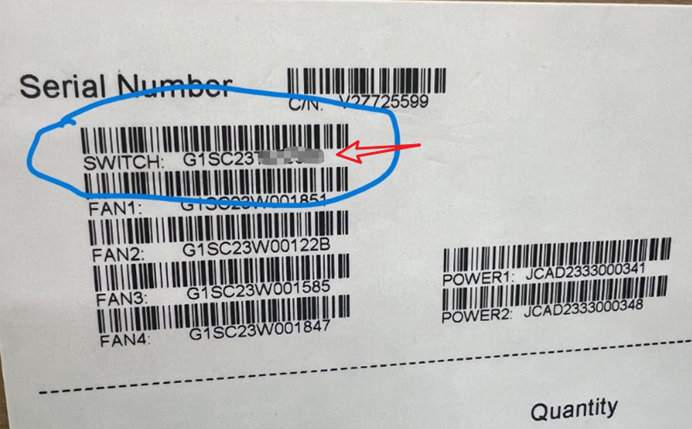 Serial Number
C/N: V27725599
SWITCH: G1SC23
FAN1: G1SC23W001851
FAN2: G1SC23W00122B
FAN3: G1SC23W001585
FAN4: G1SC23W001847
POWER1: JCAD2333000341
POWER2: JCAD2333000348
Quantity